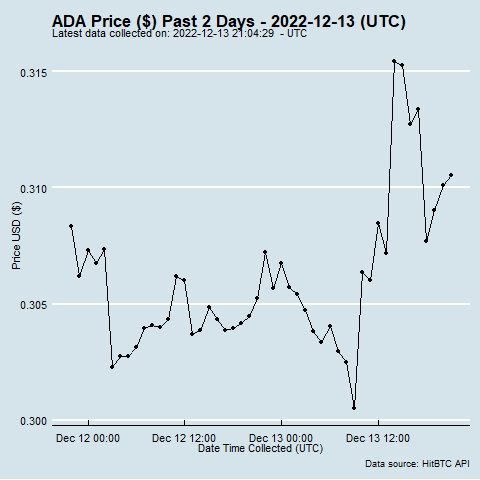 ADA Price ($) Past 2 Days - 2022-12-13 (UTC)
Latest data collected on: 2022-12-13 21:04:29  - UTC
0.315
0.310
0.305
0.300
Price USD ($)
Dec 12 00:00
Dec 12 12:00
Dec 13 00:00
Dec 13 12:00
Date Time Collected (UTC)
Data source: HitBTC API